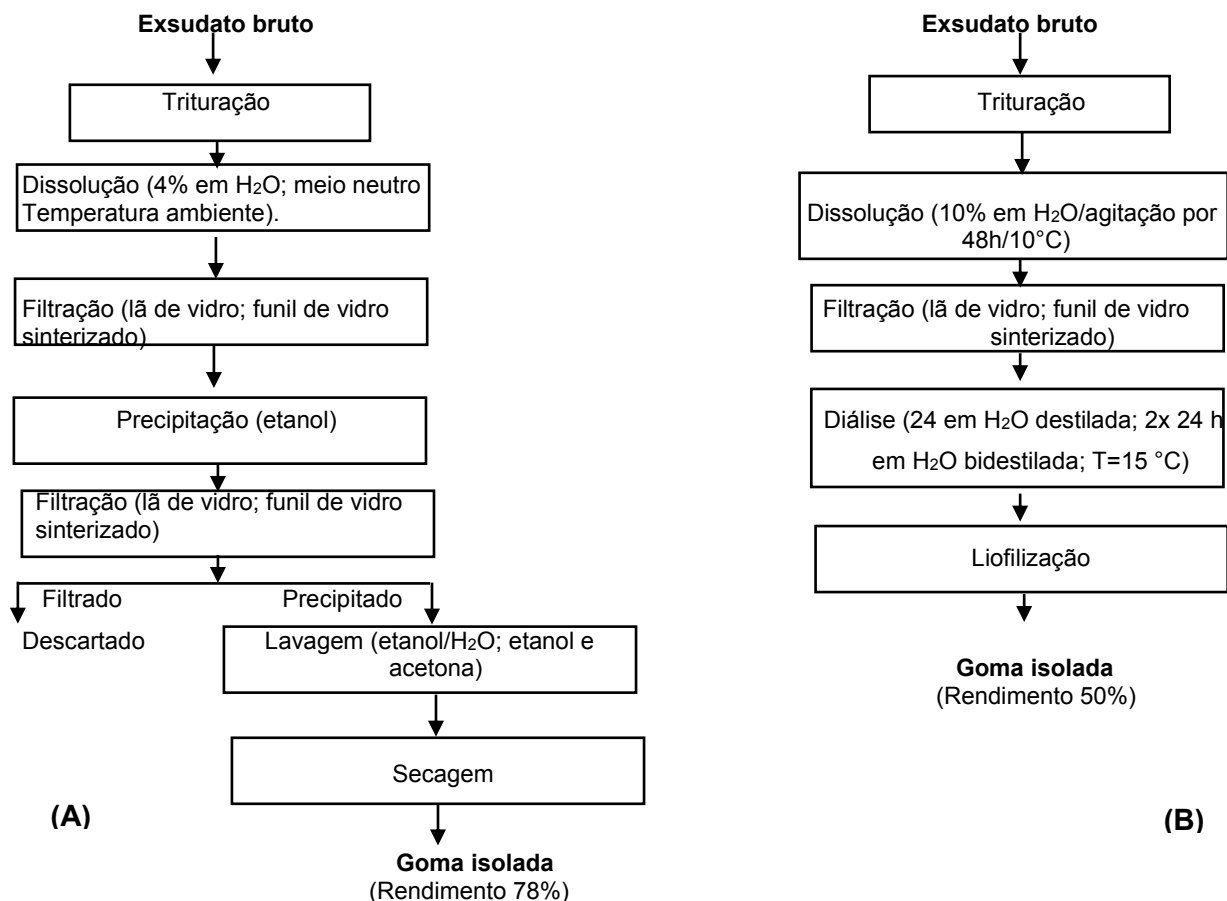 Exsudato bruto
Trituração
Dissolução (4% em H2O; meio neutro
Temperatura ambiente).
Filtração (lã de vidro; funil de vidro
sinterizado)
Precipitação (etanol)
Filtração (lã de vidro; funil de vidro
sinterizado)
Filtrado
Precipitado
Descartado
Lavagem (etanol/H2O; etanol e
acetona)
Secagem
(A)
Goma isolada
(Rendimento 78%)
Exsudato bruto
Trituração
Dissolução (10% em H2O/agitação por
48h/10°C)
Filtração (lã de vidro; funil de vidro
sinterizado)
Diálise (24 em H2O destilada; 2x 24 h
em H2O bidestilada; T=15 °C)
Liofilização
Goma isolada
(Rendimento 50%)
(B)